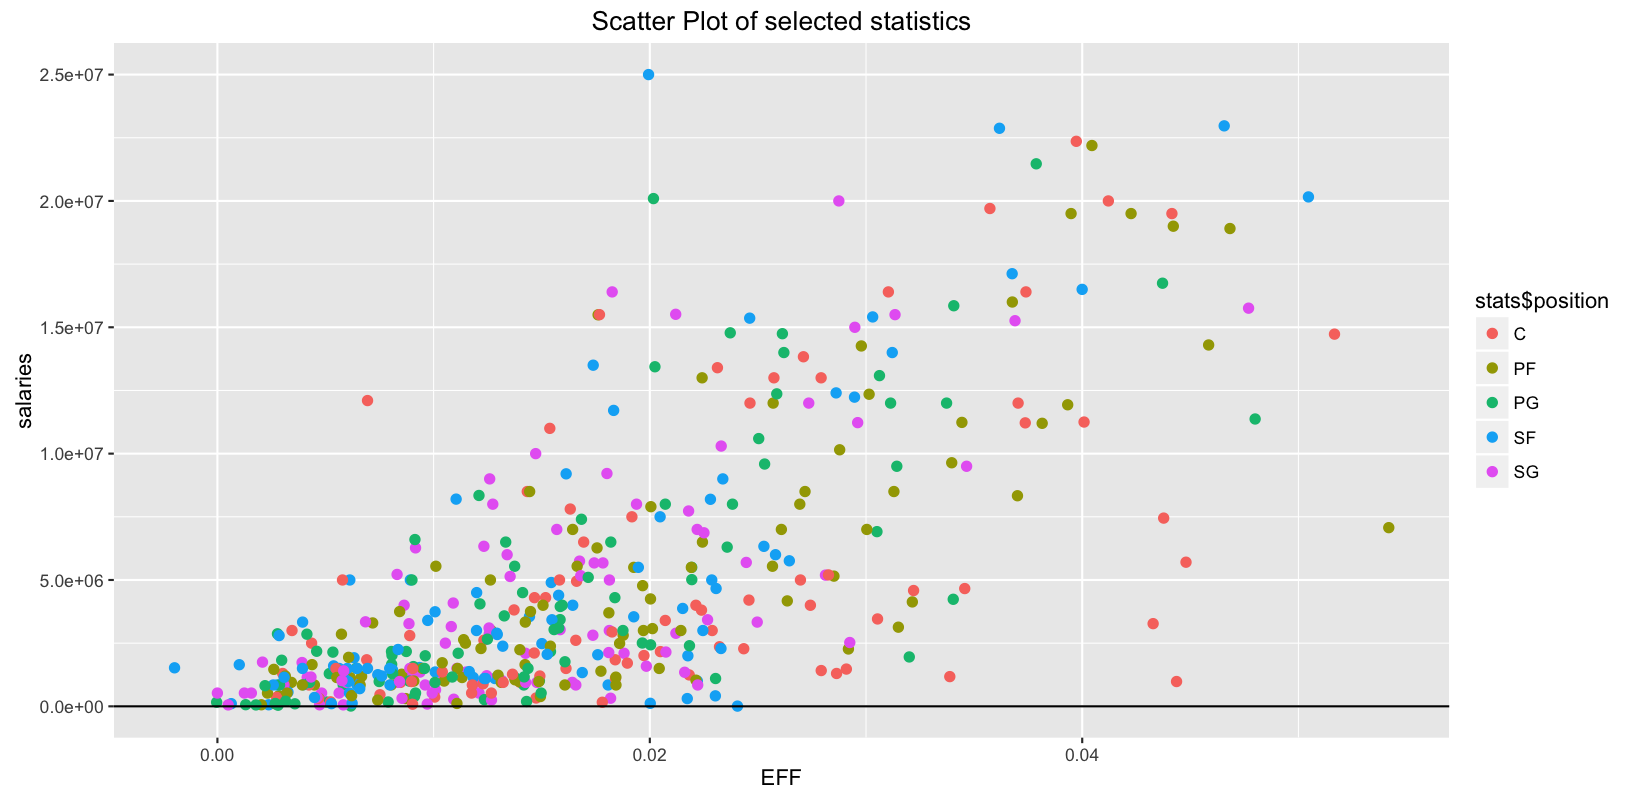 Scatter Plot of selected statistics
2.5e+07
2.0e+07
1.5e+07
1.0e+07
5.0e+06
0.0e+00
salaries
0.00
0.02
0.04
EFF
stats$position
C
PF
PG
SF
SG